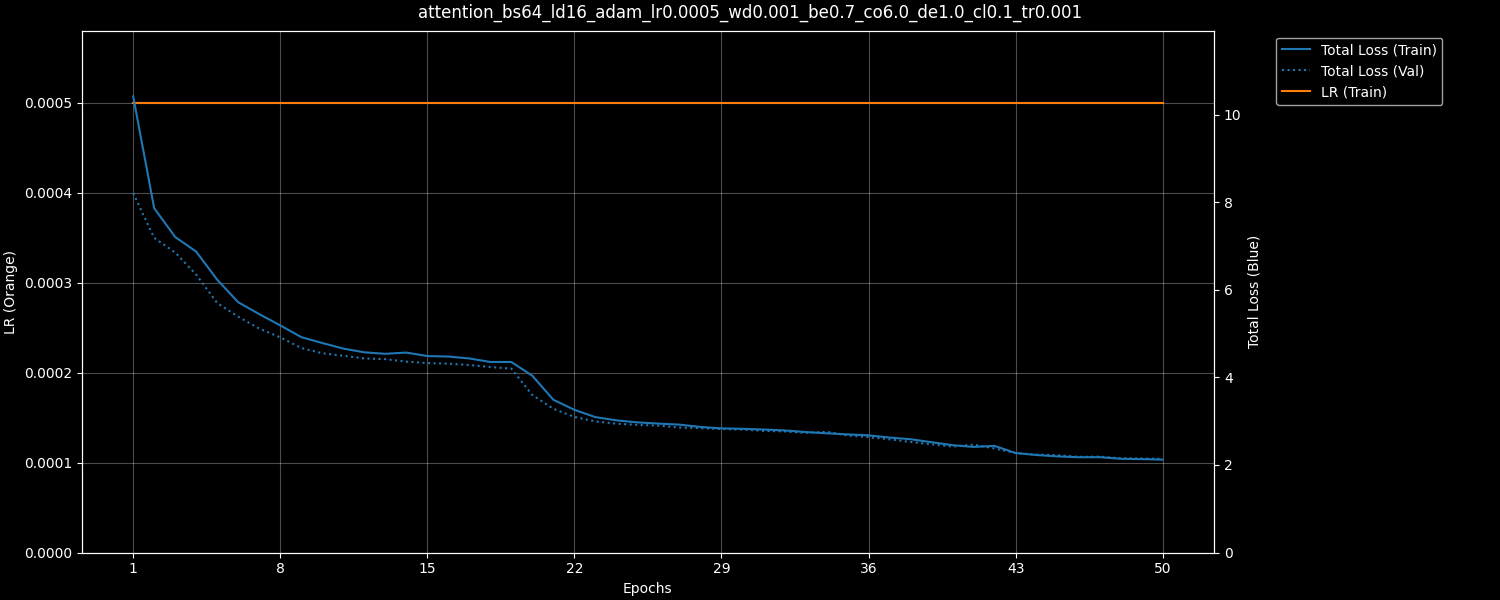 attention_bs64_ld16_adam_lr0.0005_wd0.001_be0.7_co6.0_de1.0_cl0.1_tr0.001
Total Loss (Train)
Total Loss (Val)
LR (Train)
LR (Orange)
0.0005
0.0004
0.0003
0.0002
0.0001
0.0000
10
8
6
4
2
0
Total Loss (Blue)
1 8 15 22 29 36 43 50
Epochs